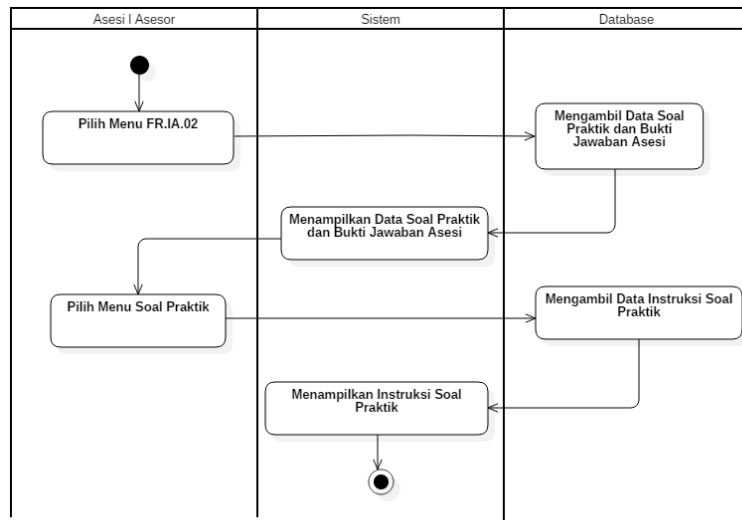 Asesi | Asesor
Sistem
Database
Pilih Menu FR.IA.02
Mengambil Data Soal
Praktik dan Bukti
Jawaban Asesi
Menampilkan Data Soal Praktik
dan Bukti Jawaban Asesi
Pilih Menu Soal Praktik
Mengambil Data Instruksi Soal
Praktik
Menampilkan Instruksi Soal
Praktik